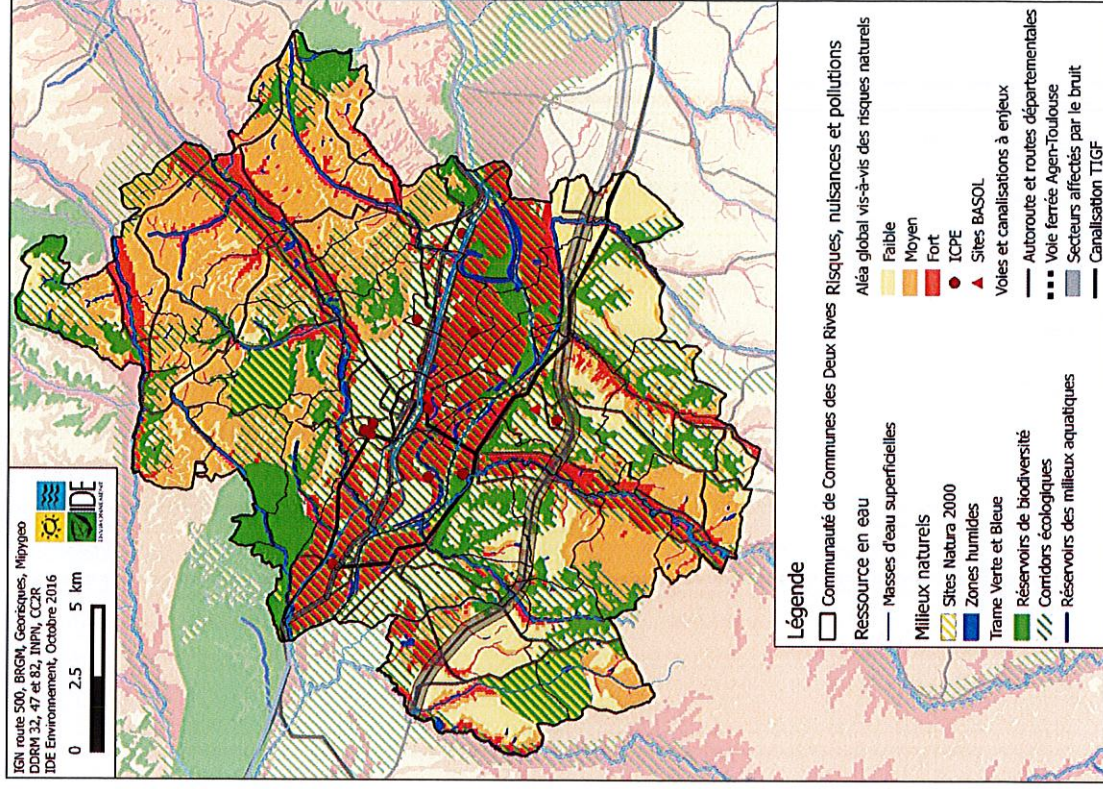 IGN route 500, BRGM, Georisques, Mipygeo
DDRM 32, 47 et 82, INPN, CC2R
IDE Environnement, Octobre 2016
0 2.5 5 km
IDE
ENVIRONNEMENT
Légende
Communauté de Communes des Deux Rives
Ressource en eau
Masses d'eau superficielles
Milieux naturels
Sites Natura 2000
Zones humides
Trame Verte et Bleue
Réservoirs de biodiversité
Corridors écologiques
Réservoirs des milieux aquatiques
Risques, nuisances et pollutions
Aléa global vis-à-vis des risques naturels
Faible
Moyen
Fort
ICPE
Sites BASOL
Voies et canalisations à enjeux
Autoroute et routes départementales
Voie ferrée Agen-Toulouse
Secteurs affectés par le bruit
Canalisation TIGF